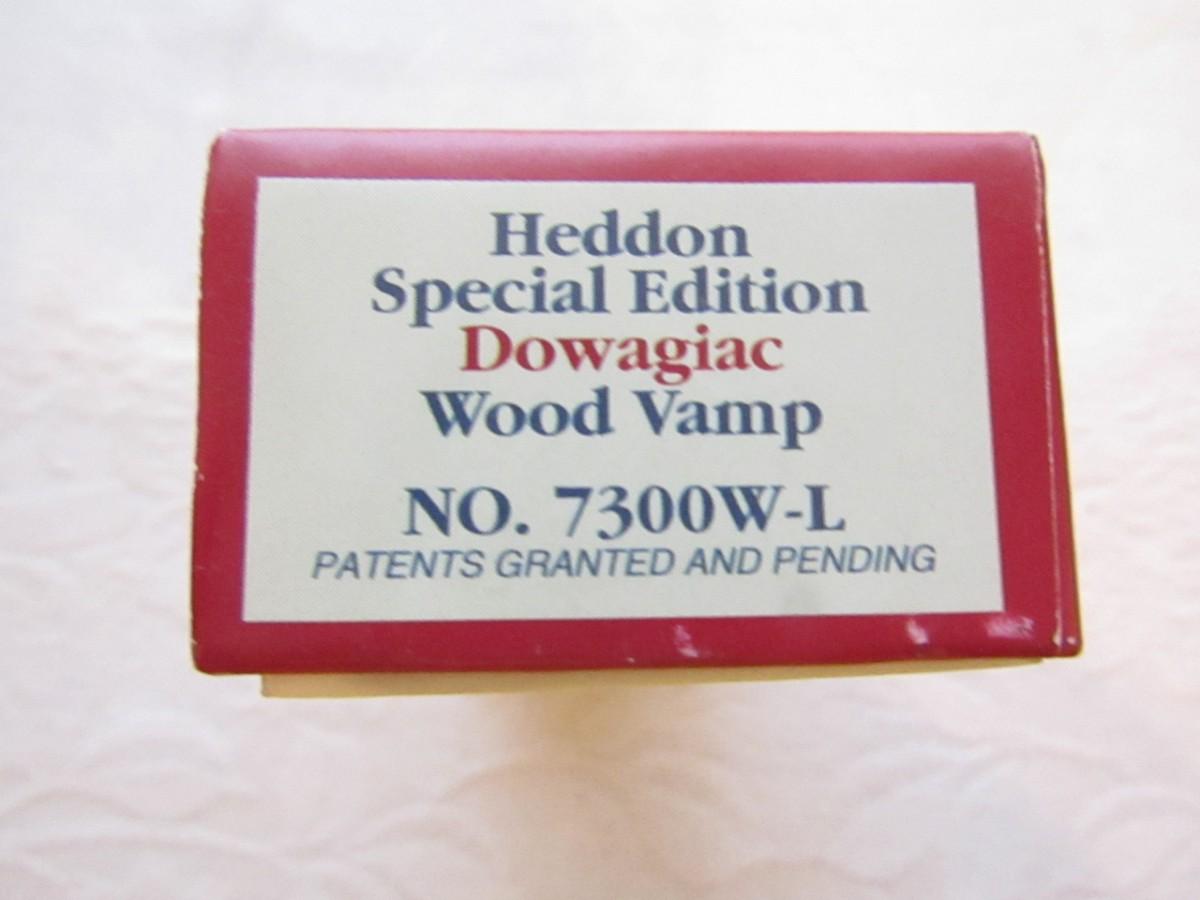 Heddon
Special Edition
Dowagiac
Wood Vamp
NO. 7300W-L
PATENTS GRANTED AND PENDING